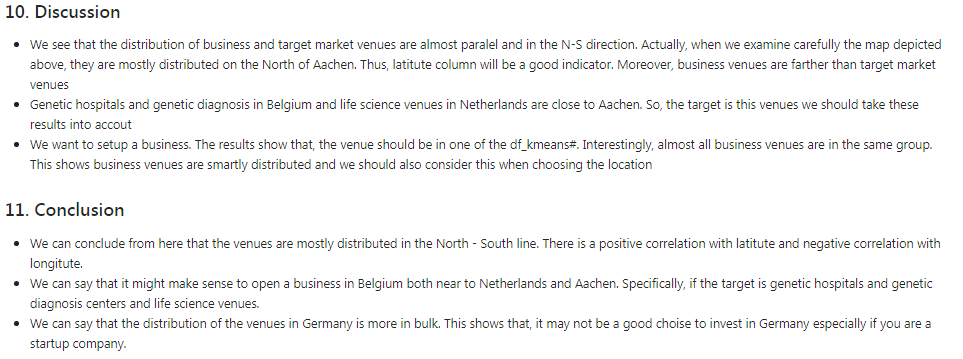 10. Discussion
• We see that the distribution of business and target market venues are almost paralel and in the N-S direction. Actually, when we examine carefully the map depicted
above, they are mostly distributed on the North of Aachen. Thus, latitute column will be a good indicator. Moreover, business venues are farther than target market
venues
• Genetic hospitals and genetic diagnosis in Belgium and life science venues in Netherlands are close to Aachen. So, the target is this venues we should take these
results into accout
• We want to setup a business. The results show that, the venue should be in one of the df_kmeans#. Interestingly, almost all business venues are in the same group.
This shows business venues are smartly distributed and we should also consider this when choosing the location
11. Conclusion
• We can conclude from here that the venues are mostly distributed in the North - South line. There is a positive correlation with latitute and negative correlation with
longitute.
• We can say that it might make sense to open a business in Belgium both near to Netherlands and Aachen. Specifically, if the target is genetic hospitals and genetic
diagnosis centers and life science venues.
• We can say that the distribution of the venues in Germany is more in bulk. This shows that, it may not be a good choise to invest in Germany especially if you are a
startup company.